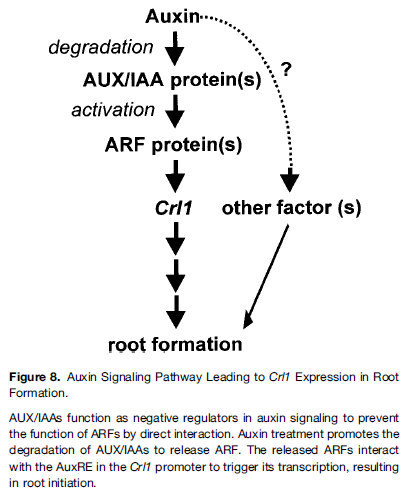 Auxin
degradation
?
AUX/IAA protein(s)
activation
ARF protein(s)
Crl1 other factor (s)
root formation
Figure 8. Auxin Signaling Pathway Leading to Crl1 Expression in Root
Formation.
AUX/IAAs function as negative regulators in auxin signaling to prevent
the function of ARFs by direct interaction. Auxin treatment promotes the
degradation of AUX/IAAs to release ARF. The released ARFs interact
with the AuxRE in the Crl1 promoter to trigger its transcription, resulting
in root initiation.